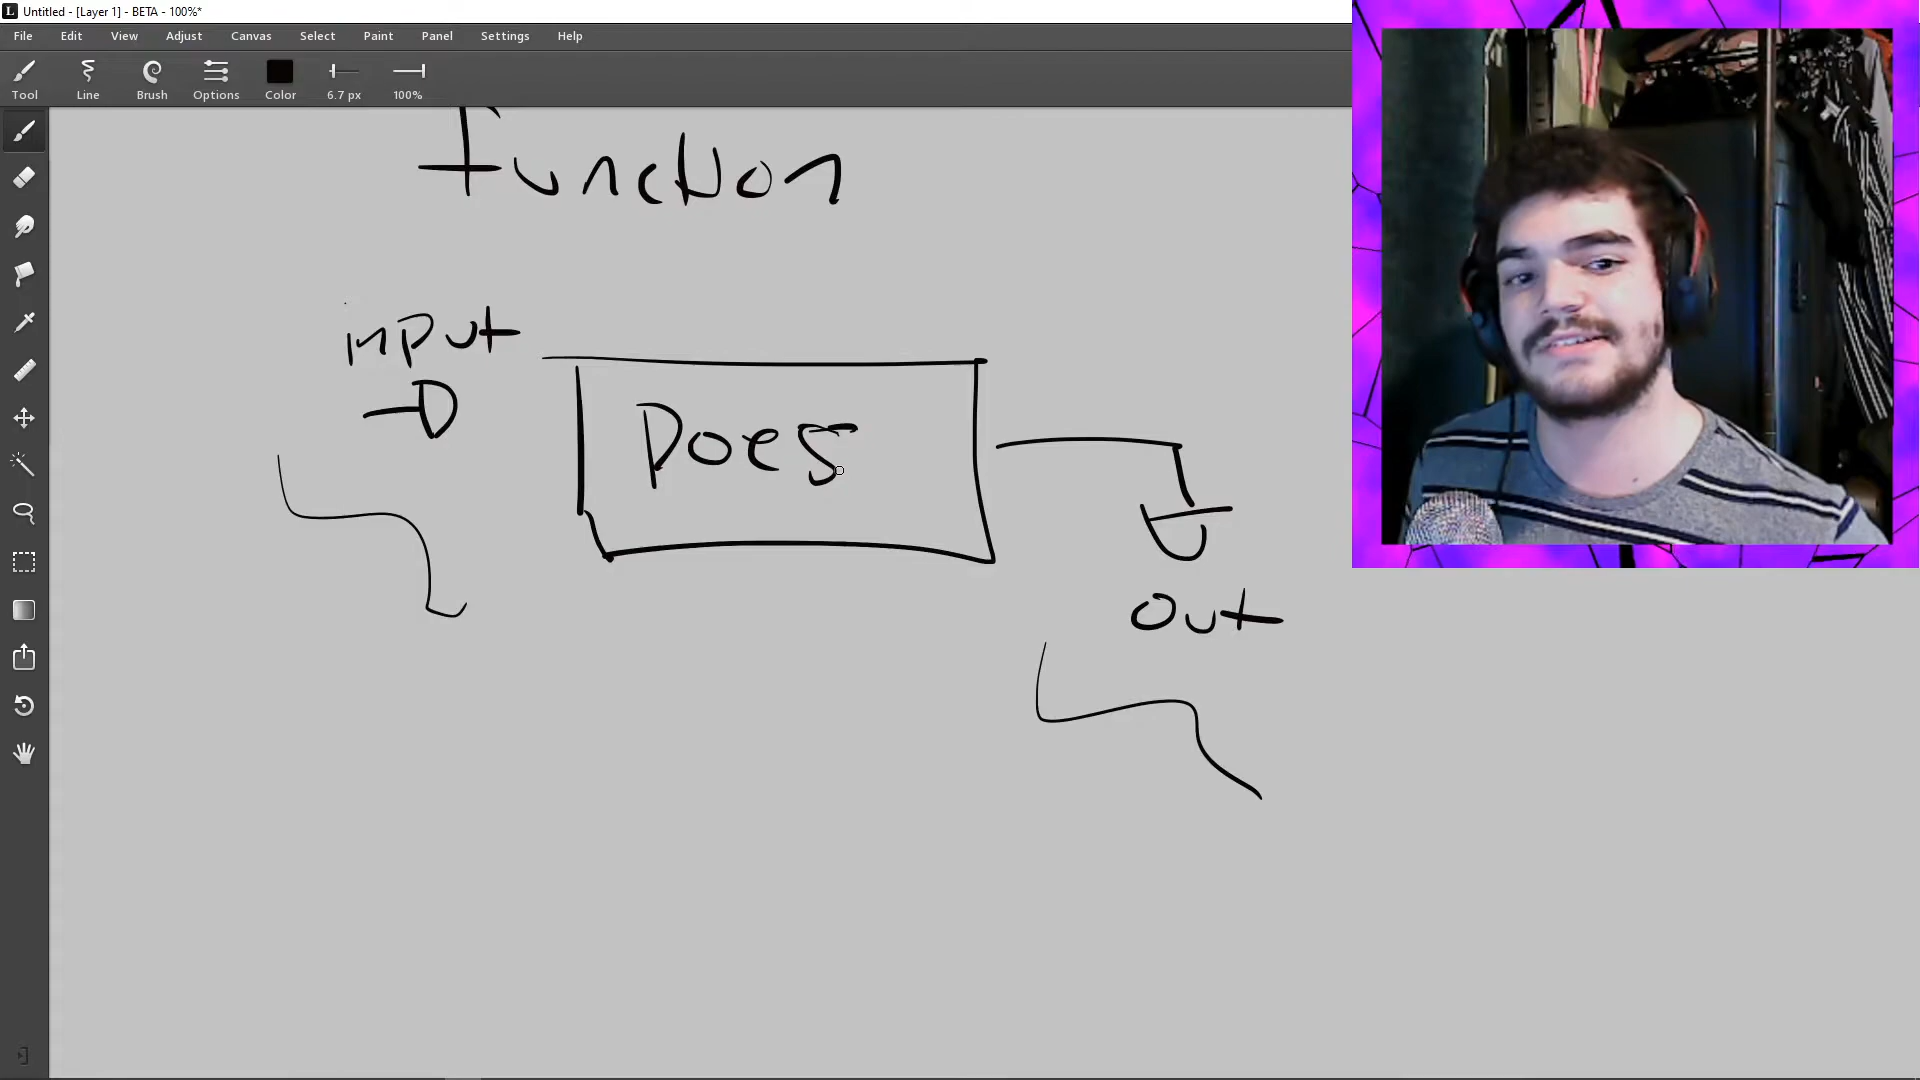 L Untitled - [Layer 1] - BETA - 100%*
File Edit View Adjust Canvas Select Paint Panel Settings Help
Tool Line Brush Options Color 6.7 px 100%
Function
input
Does
Out